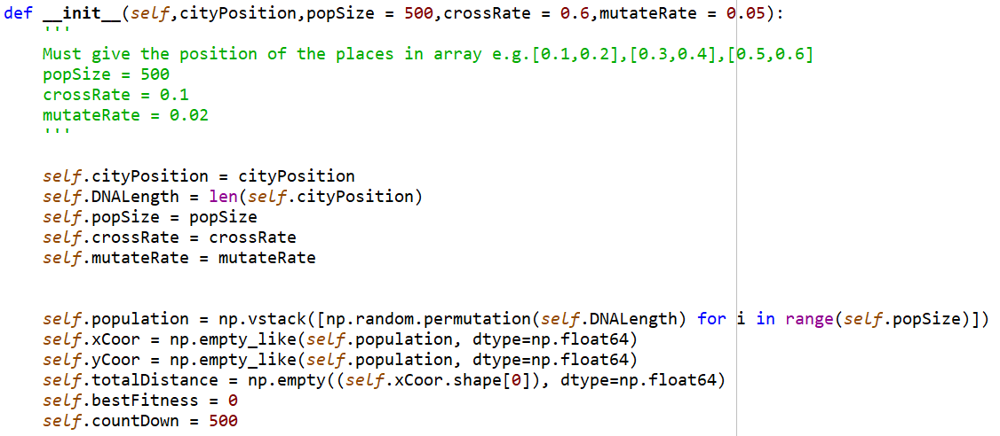 def __init__(self,cityPosition,popSize = 500,crossRate = 0.6,mutateRate = 0.05):
    '''
    Must give the position of the places in array e.g.[0.1,0.2],[0.3,0.4],[0.5,0.6]
    popSize = 500
    crossRate = 0.1
    mutateRate = 0.02
    '''
    self.cityPosition = cityPosition
    self.DNALength = len(self.cityPosition)
    self.popSize = popSize
    self.crossRate = crossRate
    self.mutateRate = mutateRate
    self.population = np.vstack([np.random.permutation(self.DNALength) for i in range(self.popSize)])
    self.xCoor = np.empty_like(self.population, dtype=np.float64)
    self.yCoor = np.empty_like(self.population, dtype=np.float64)
    self.totalDistance = np.empty((self.xCoor.shape[0]), dtype=np.float64)
    self.bestFitness = 0
    self.countDown = 500